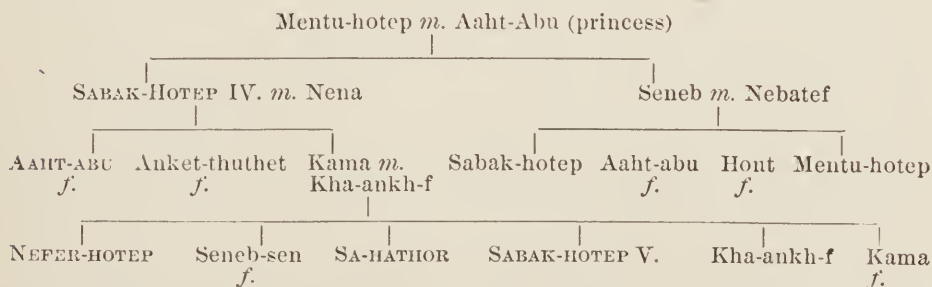 Mentu-hotep m. Aaht-Abu (princess)
SABAK-HOTEP IV. m. Nena Seneb m. Nebatef
AAHT-ABU Anket-thuthet Kama m. Sabak-hotep Aaht-abu Hont Mentu-hotep
f. f. Kha-ankh-f f. f.
NEFER-HOTEP Seneb-sen SA-HATHOR SABAK-HOTEP V. Kha-ankh-f Kama
f. f.